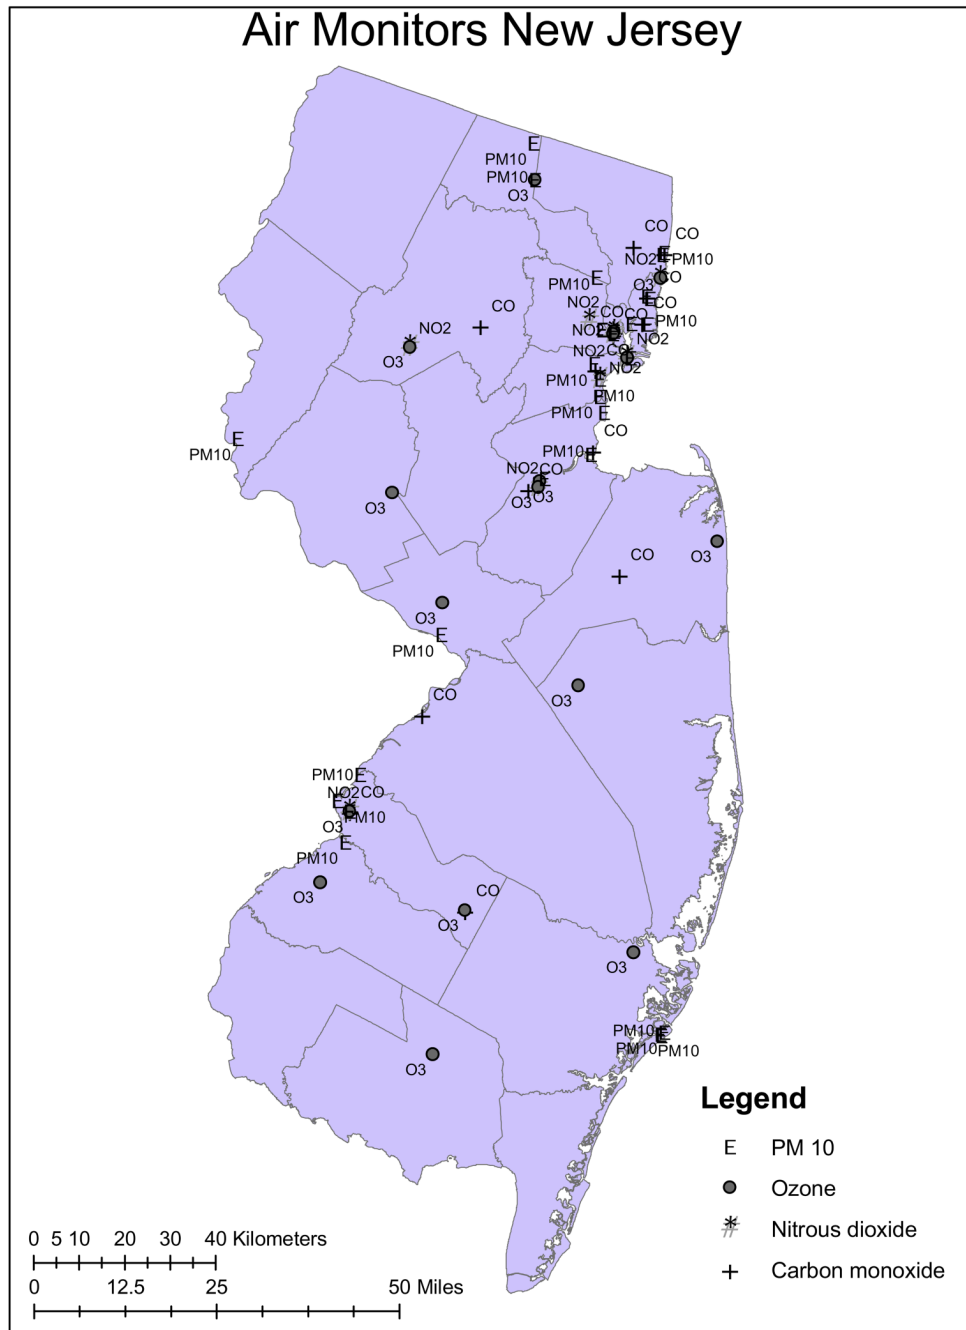 Air Monitors New Jersey
E
PM10
PM10 E
O3
CO
CO
NO2 E PM10
CO
E
PM10
O3
NO2
E CO
CO CO
E E PM10
NO2
NO2
CO
NO2 CO
E
NO2
NO2
O3
PM10 E
E PM10
PM10 E
CO
E
PM10
PM10 E
NO2 CO
E
O3 O3
O3
O3
CO
O3
E
PM10
O3
CO
PM10 E
NO2 CO
E
PM10
O3
E
PM10
O3
CO
O3
O3
PM10 E
PM10 PM10
O3
Legend
E PM 10
Ozone
Nitrous dioxide
Carbon monoxide
0 5 10 20 30 40 Kilometers
0 12.5 25 50 Miles